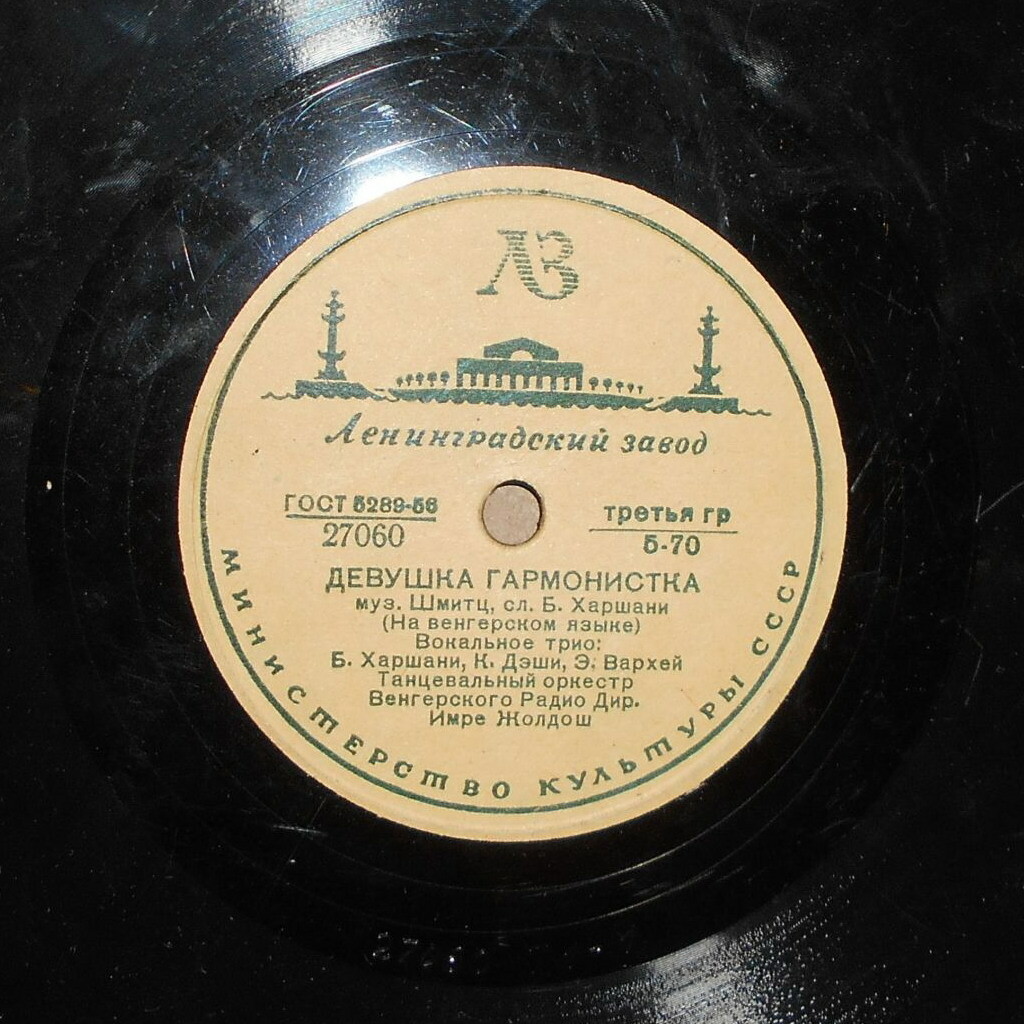 ЛЗ
Ленинградский завод
ГОСТ 5289-56
27060
третья гр
5-70
ДЕВУШКА ГАРМОНИСТКА
муз. Шмитц, сл. Б. Харшани
(На венгерском языке)
Вокальное трио:
Б. Харшани, К. Дэши, Э. Вархей
Танцевальный оркестр
Венгерского Радио Дир.
Имре Жолдош
МИНИСТЕРСТВО КУЛЬТУРЫ СССР